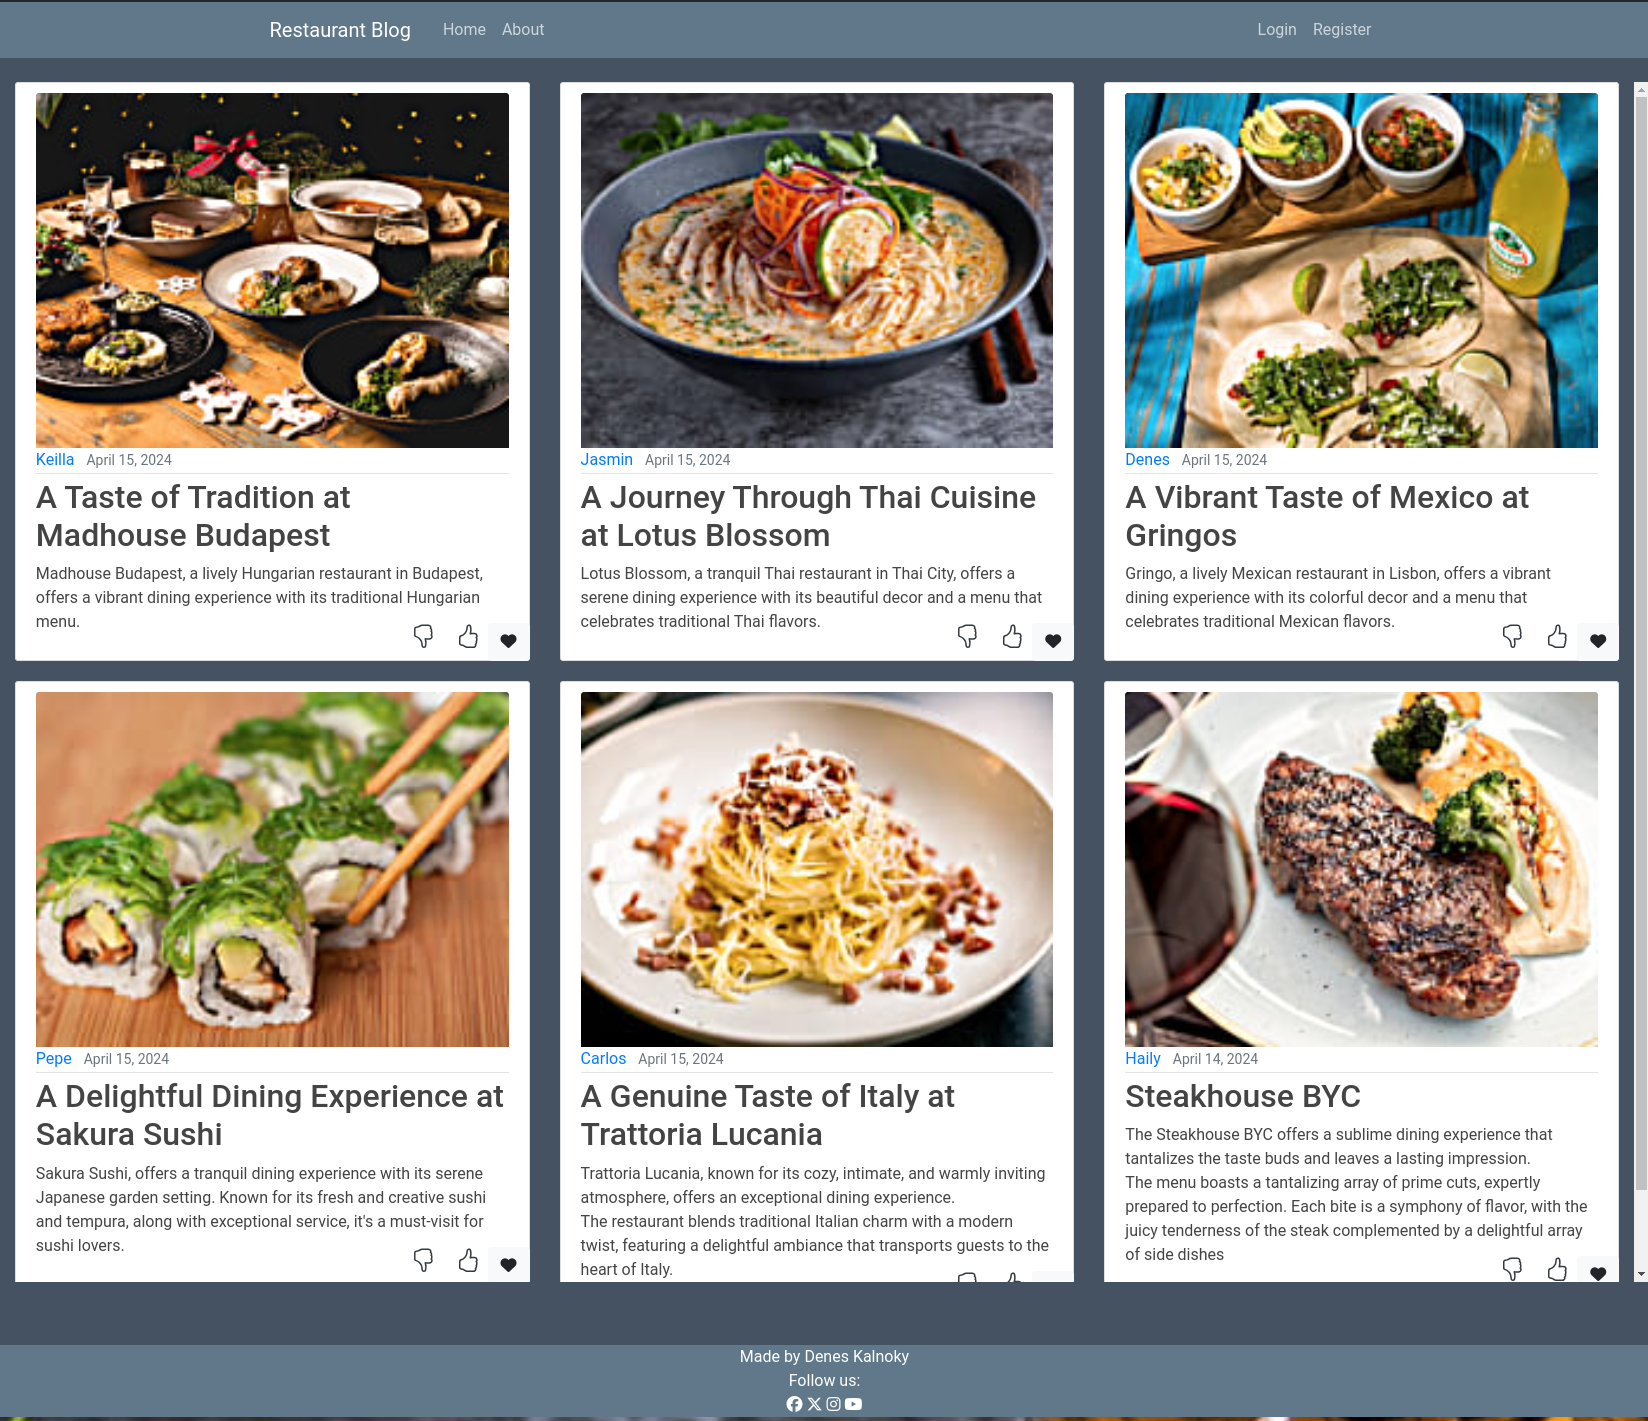 Restaurant Blog Home About Login Register
Keilla April 15, 2024
A Taste of Tradition at
Madhouse Budapest
Madhouse Budapest, a lively Hungarian restaurant in Budapest,
offers a vibrant dining experience with its traditional Hungarian
menu.
Jasmin April 15, 2024
A Journey Through Thai Cuisine
at Lotus Blossom
Lotus Blossom, a tranquil Thai restaurant in Thai City, offers a
serene dining experience with its beautiful decor and a menu that
celebrates traditional Thai flavors.
Denes April 15, 2024
A Vibrant Taste of Mexico at
Gringos
Gringo, a lively Mexican restaurant in Lisbon, offers a vibrant
dining experience with its colorful decor and a menu that
celebrates traditional Mexican flavors.
Pepe April 15, 2024
A Delightful Dining Experience at
Sakura Sushi
Sakura Sushi, offers a tranquil dining experience with its serene
Japanese garden setting. Known for its fresh and creative sushi
and tempura, along with exceptional service, it's a must-visit for
sushi lovers.
Carlos April 15, 2024
A Genuine Taste of Italy at
Trattoria Lucania
Trattoria Lucania, known for its cozy, intimate, and warmly inviting
atmosphere, offers an exceptional dining experience.
The restaurant blends traditional Italian charm with a modern
twist, featuring a delightful ambiance that transports guests to the
heart of Italy.
Haily April 14, 2024
Steakhouse BYC
The Steakhouse BYC offers a sublime dining experience that
tantalizes the taste buds and leaves a lasting impression.
The menu boasts a tantalizing array of prime cuts, expertly
prepared to perfection. Each bite is a symphony of flavor, with the
juicy tenderness of the steak complemented by a delightful array
of side dishes
Made by Denes Kalnoky
Follow us: